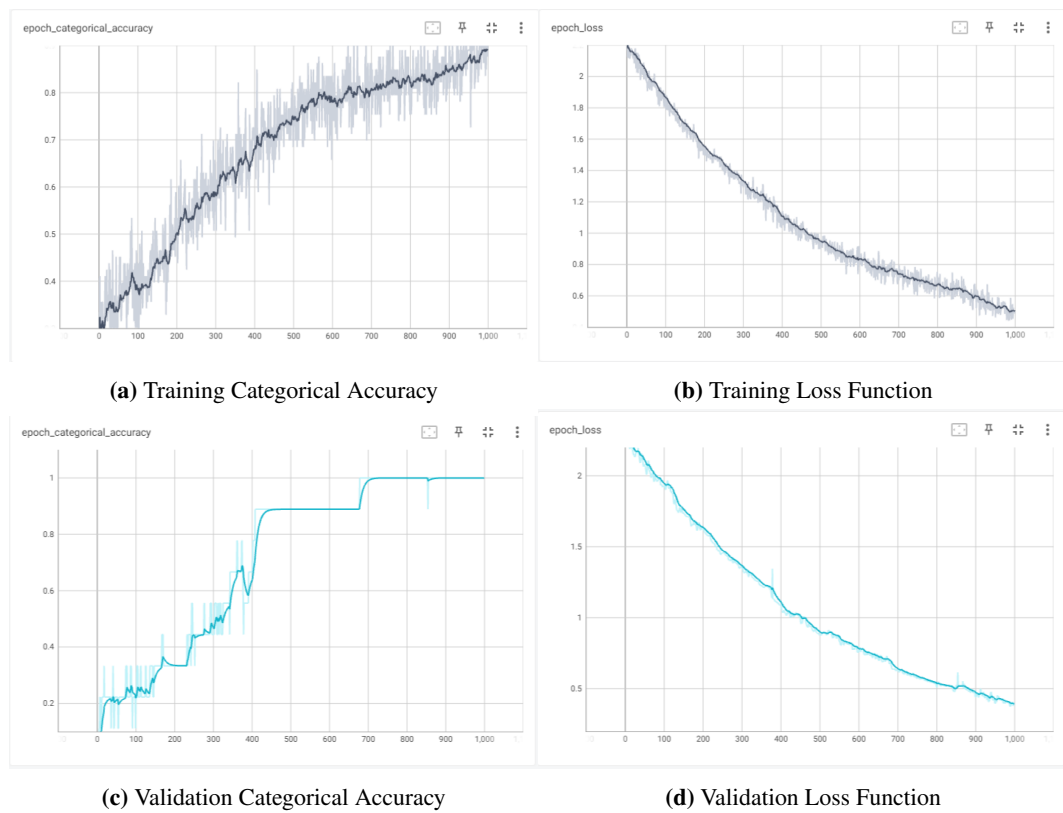 epoch_categorical_accuracy
0.8
0.7
0.6
0.5
0.4
0 100 200 300 400 500 600 700 800 900 1,000
(a) Training Categorical Accuracy
epoch_loss
2
1.8
1.6
1.4
1.2
1
0.8
0.6
0 100 200 300 400 500 600 700 800 900 1,000
(b) Training Loss Function
epoch_categorical_accuracy
1
0.8
0.6
0.4
0.2
0 100 200 300 400 500 600 700 800 900 1,000
(c) Validation Categorical Accuracy
epoch_loss
2
1.5
1
0.5
0 100 200 300 400 500 600 700 800 900 1,000
(d) Validation Loss Function